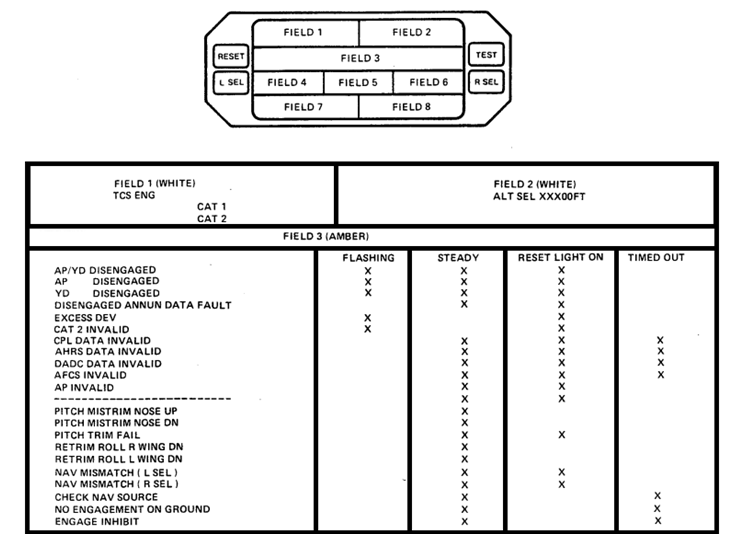 FIELD 1 FIELD 2
RESET FIELD 3 TEST
L SEL FIELD 4 FIELD 5 FIELD 6 R SEL
FIELD 7 FIELD 8
FIELD 1 (WHITE) FIELD 2 (WHITE)
TCS ENG ALT SEL XXX00FT
CAT 1
CAT 2
FIELD 3 (AMBER)
FLASHING STEADY RESET LIGHT ON TIMED OUT
AP/YD DISENGAGED X X X
AP DISENGAGED X X X
YD DISENGAGED X X X
DISENGAGED ANNUN DATA FAULT X X
EXCESS DEV X X
CAT 2 INVALID X X
CPL DATA INVALID X X X
AHRS DATA INVALID X X X
DADC DATA INVALID X X X
AFCS INVALID X X X
AP INVALID X X
-------------------------- X X
PITCH MISTRIM NOSE UP X
PITCH MISTRIM NOSE DN X
PITCH TRIM FAIL X X
RETRIM ROLL R WING DN X
RETRIM ROLL L WING DN X
NAV MISMATCH ( L SEL ) X X
NAV MISMATCH ( R SEL ) X X
CHECK NAV SOURCE X X
NO ENGAGEMENT ON GROUND X X
ENGAGE INHIBIT X X